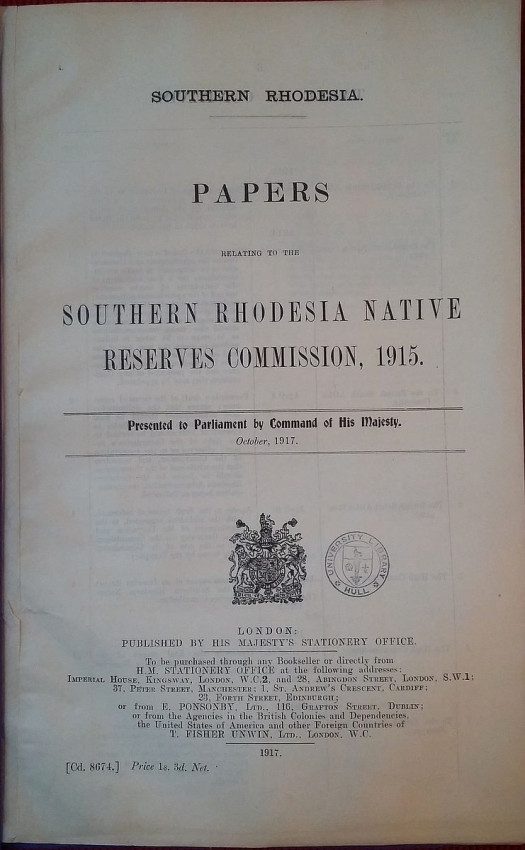 SOUTHERN RHODESIA.
PAPERS
RELATING TO THE
SOUTHERN RHODESIA NATIVE
RESERVES COMMISSION, 1915.
Presented to Parliament by Command of His Majesty.
October, 1917.
UNIVERSITY LIBRARY
HULL
LONDON:
PUBLISHED BY HIS MAJESTY'S STATIONERY OFFICE.
To be purchased through any Bookseller or directly from
H.M. STATIONERY OFFICE at the following addresses:
IMPERIAL HOUSE, KINGSWAY, LONDON, W.C.2, and 28, ABINGDON STREET, LONDON, S.W.1;
37, PETER STREET, MANCHESTER; 1, ST. ANDREW'S CRESCENT, CARDIFF;
23, FORTH STREET, EDINBURGH;
or from E. PONSONBY, LTD., 116, GRAFTON STREET, DUBLIN;
or from the Agencies in the British Colonies and Dependencies,
the United States of America and other Foreign Countries of
T. FISHER UNWIN, LTD., LONDON, W.C.
1917.
[Cd. 8674.] Price 1s. 3d. Net.